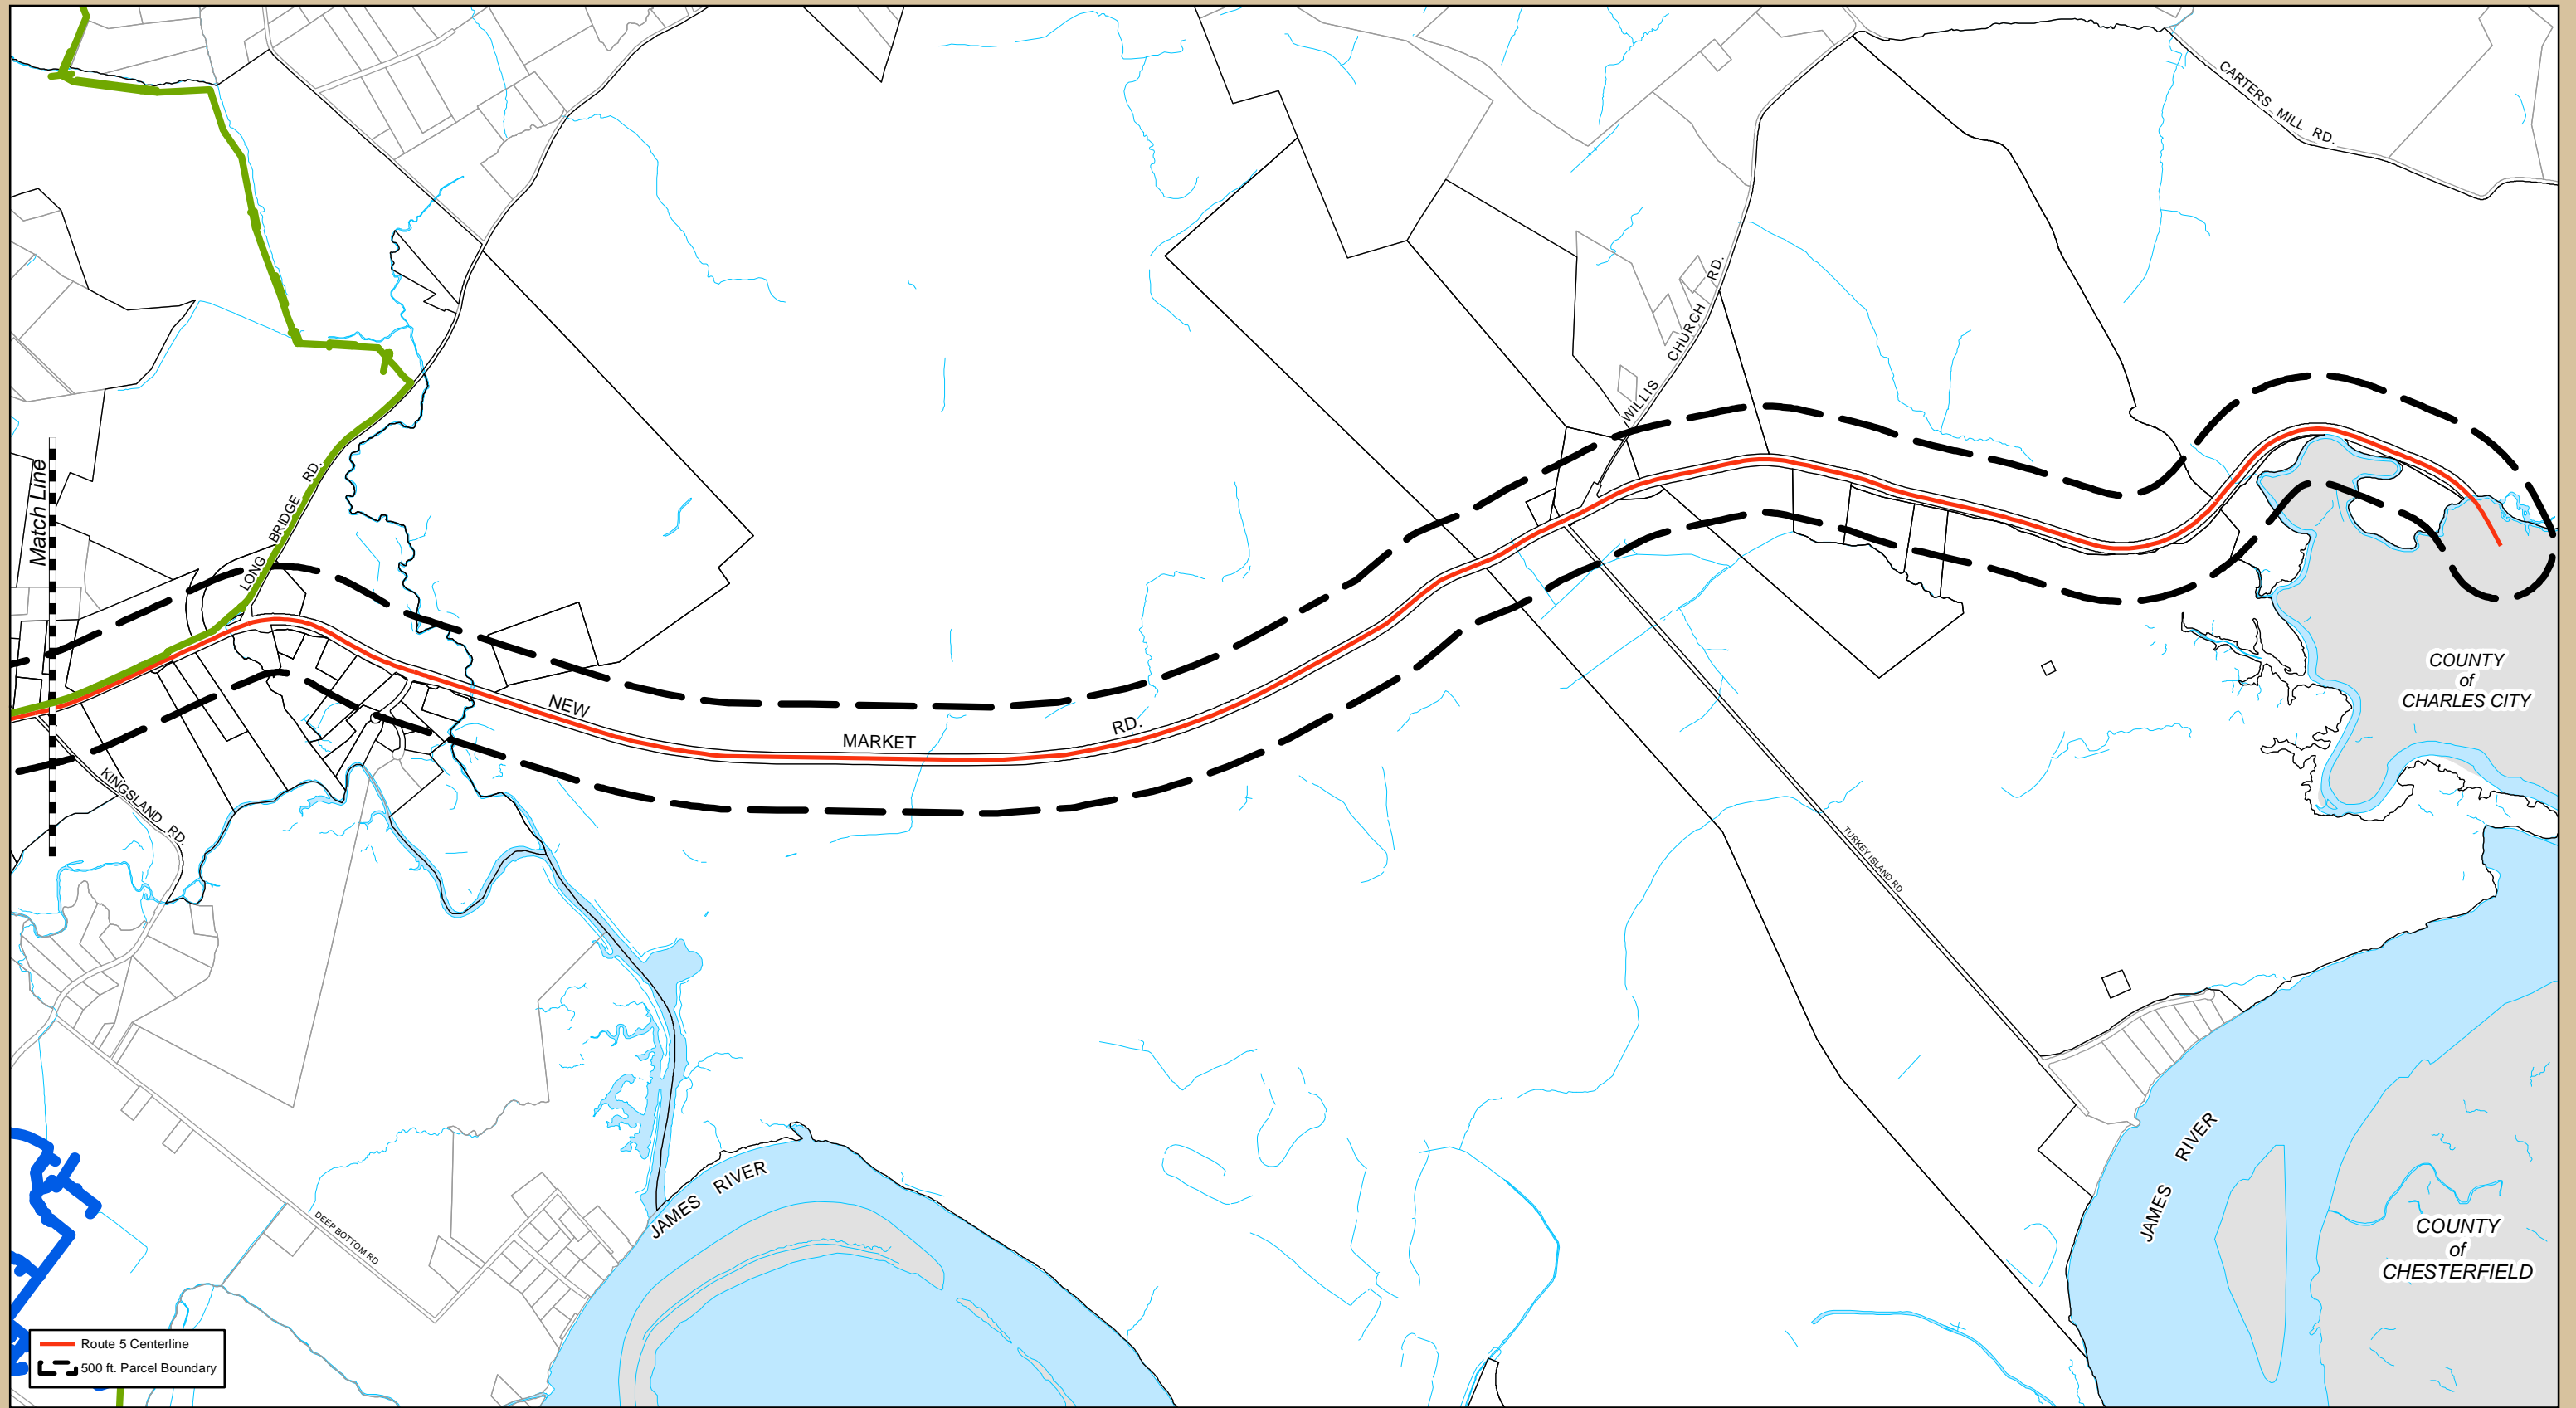 CARTERS MILL RD.
WILLIS CHURCH RD.
Match Line
LONG BRIDGE RD.
NEW MARKET RD.
KINGSLAND RD.
TURKEY ISLAND RD
COUNTY
of
CHARLES CITY
DEEP BOTTOM RD
JAMES RIVER
JAMES RIVER
COUNTY
of
CHESTERFIELD
Route 5 Centerline
500 ft. Parcel Boundary